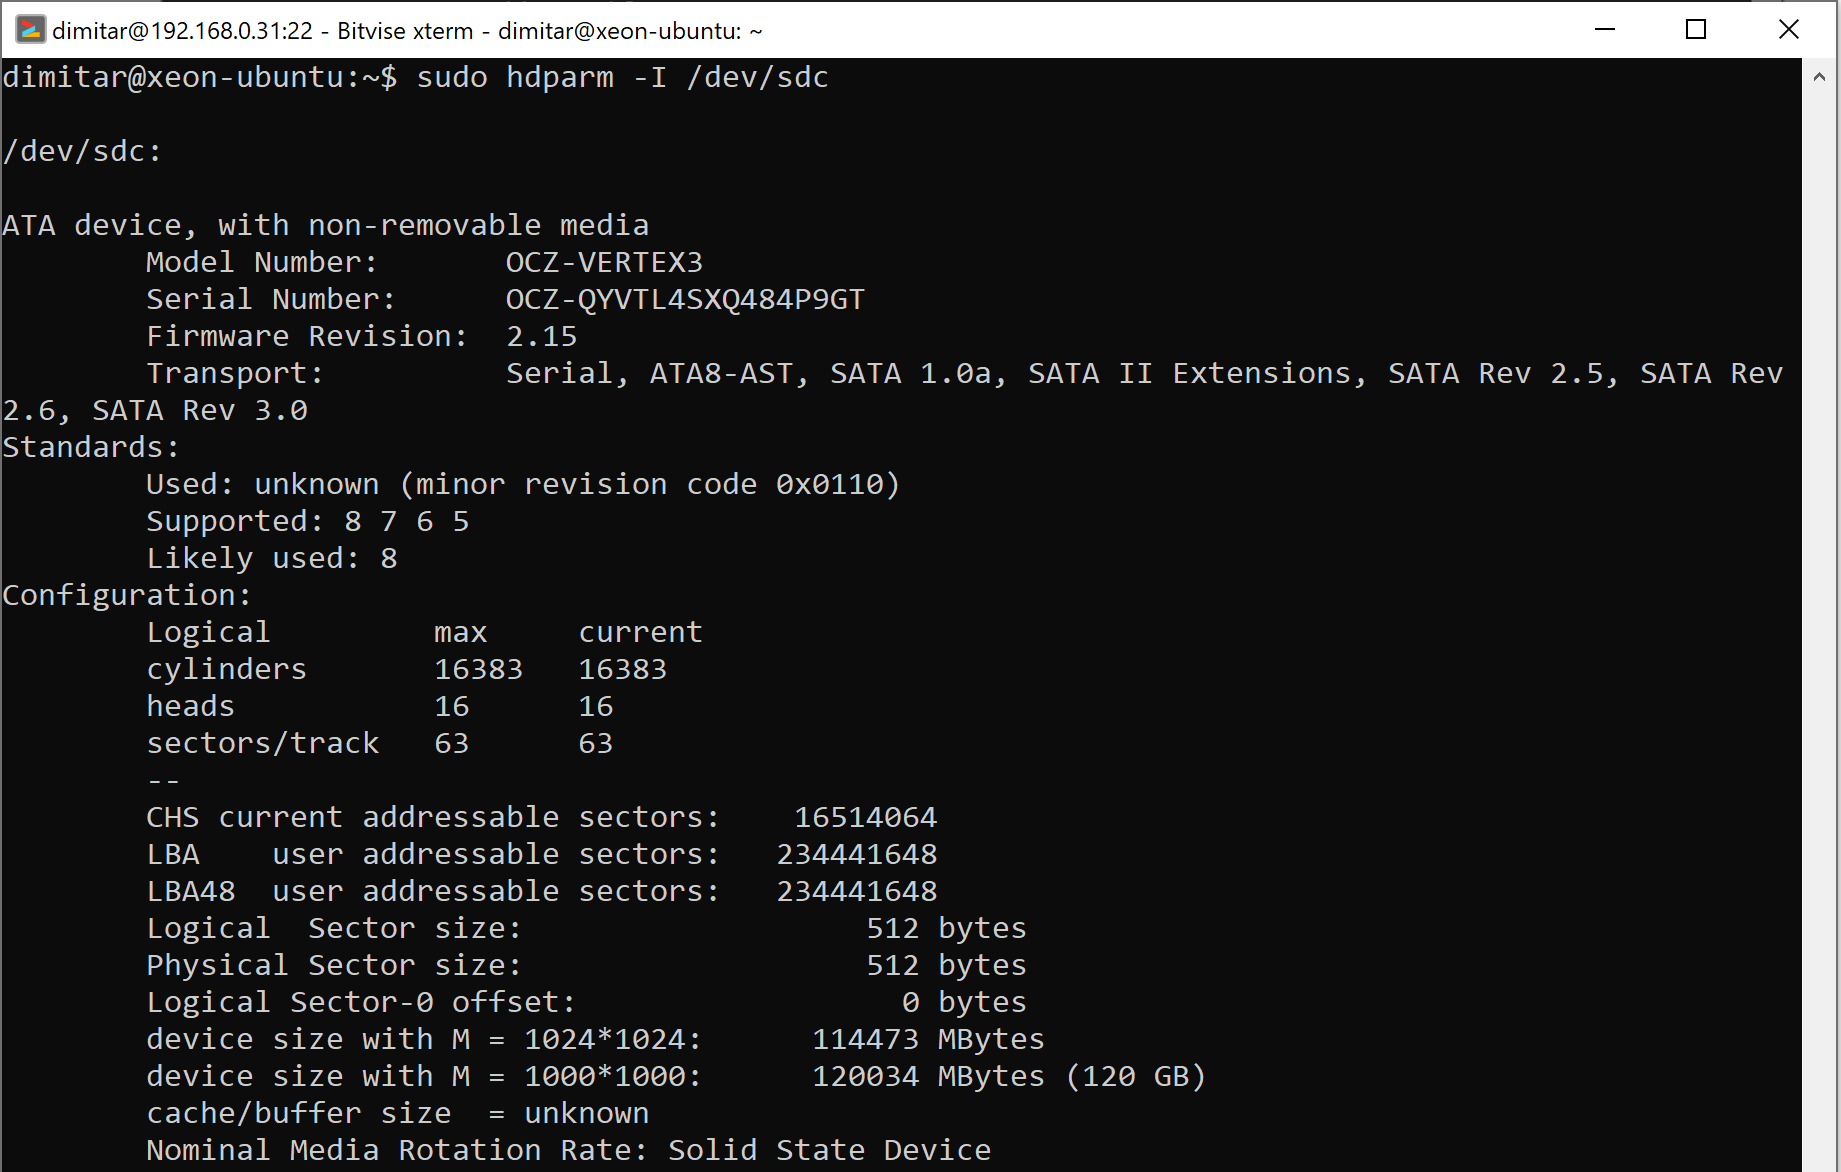 dimitar@192.168.0.31:22 - Bitvise xterm - dimitar@xeon-ubuntu: ~
dimitar@xeon-ubuntu:~$ sudo hdparm -I /dev/sdc
/dev/sdc:
ATA device, with non-removable media
Model Number: OCZ-VERTEX3
Serial Number: OCZ-QYVTL4SXQ484P9GT
Firmware Revision: 2.15
Transport: Serial, ATA8-AST, SATA 1.0a, SATA II Extensions, SATA Rev 2.5, SATA Rev
2.6, SATA Rev 3.0
Standards:
Used: unknown (minor revision code 0x0110)
Supported: 8 7 6 5
Likely used: 8
Configuration:
Logical max current
cylinders 16383 16383
heads 16 16
sectors/track 63 63
--
CHS current addressable sectors: 16514064
LBA user addressable sectors: 234441648
LBA48 user addressable sectors: 234441648
Logical Sector size: 512 bytes
Physical Sector size: 512 bytes
Logical Sector-0 offset: 0 bytes
device size with M = 1024*1024: 114473 MBytes
device size with M = 1000*1000: 120034 MBytes (120 GB)
cache/buffer size = unknown
Nominal Media Rotation Rate: Solid State Device